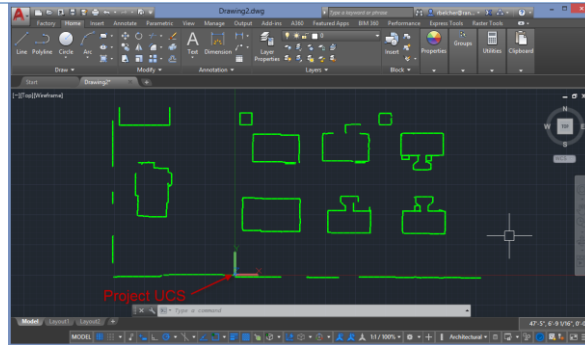 Drawing2.dwg
Type a keyword or phrase
Factory Home Insert Annotate Parametric View Manage Output Add-ins A360 Featured Apps BIM 360 Performance Express Tools Raster Tools
Line Polyline Circle Arc
Text Dimension
Layer Properties
Insert
Properties Groups Utilities Clipboard
Draw Modify Annotation Layers Block
Start Drawing2*
[-][Top][Wireframe]
N
W TOP E
S
WCS
Y
X
Project UCS
Type a command
Model Layout1 Layout2 +
MODEL 1:1 / 100% Architectural